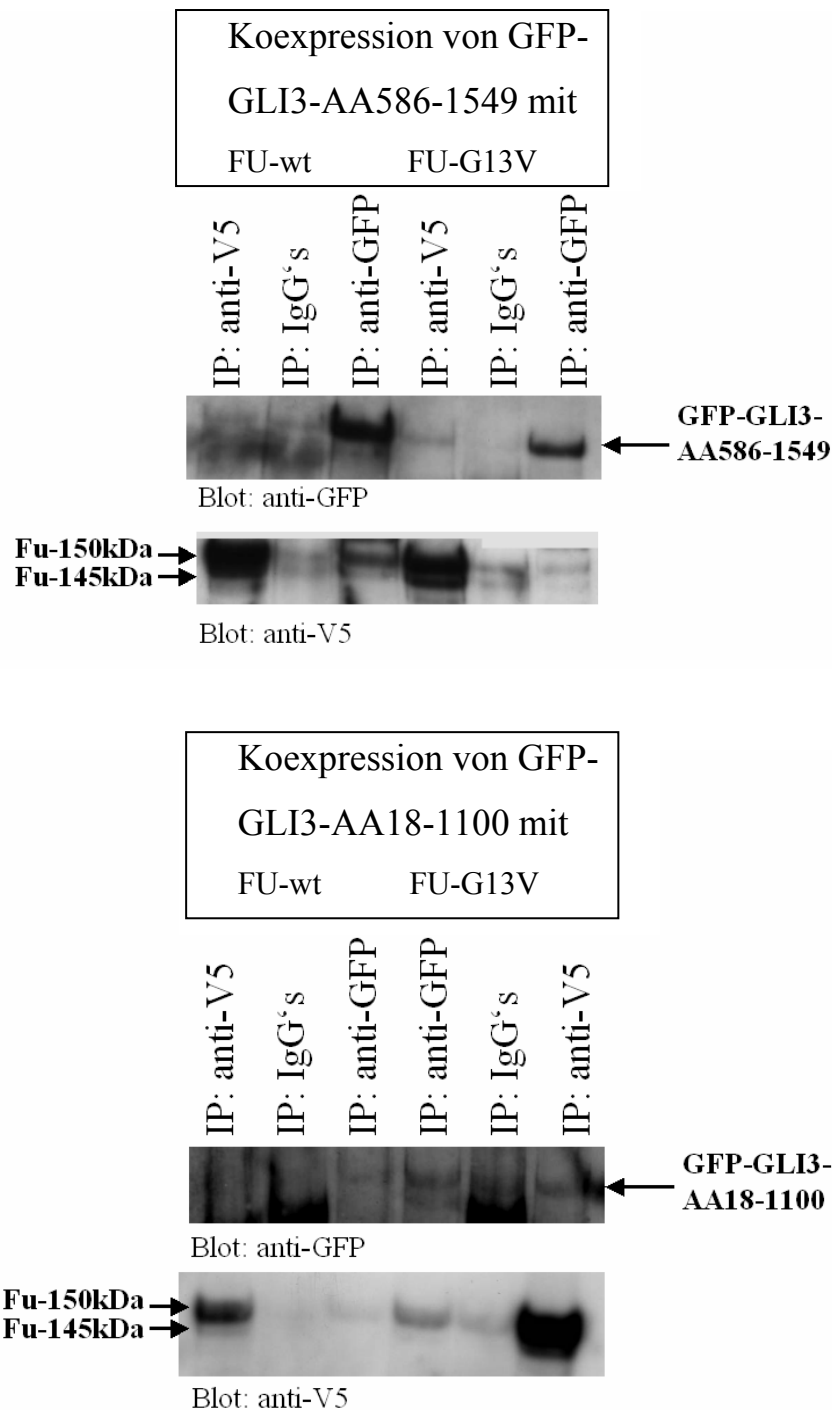 Koexpression von GFP-
GLI3-AA586-1549 mit
FU-wt FU-G13V
IP: anti-V5
IP: IgG‘s
IP: anti-GFP
IP: anti-V5
IP: IgG‘s
IP: anti-GFP
GFP-GLI3-
AA586-1549
Blot: anti-GFP
Fu-150kDa
Fu-145kDa
Blot: anti-V5
Koexpression von GFP-
GLI3-AA18-1100 mit
FU-wt FU-G13V
IP: anti-V5
IP: IgG‘s
IP: anti-GFP
IP: anti-GFP
IP: IgG‘s
IP: anti-V5
GFP-GLI3-
AA18-1100
Blot: anti-GFP
Fu-150kDa
Fu-145kDa
Blot: anti-V5